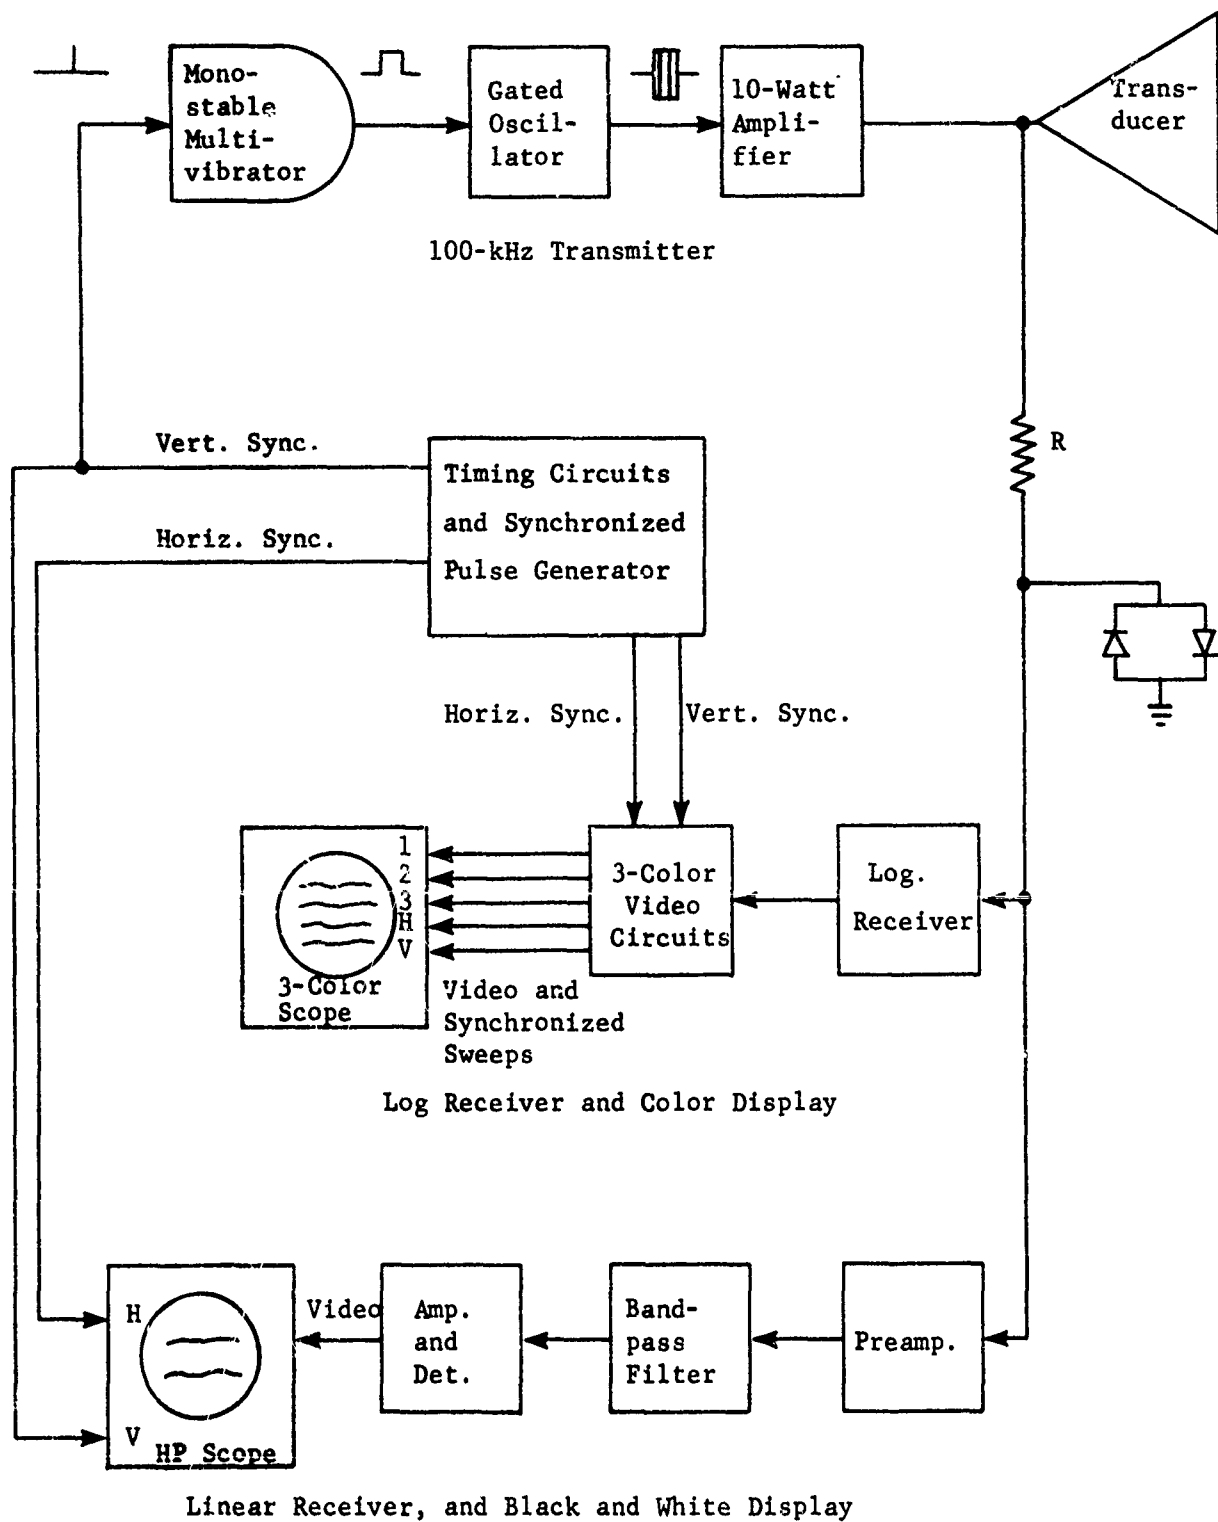 Mono-
stable
Multi-
vibrator
Gated
Oscil-
lator
10-Watt
Ampli-
fier
Trans-
ducer
100-kHz Transmitter
R
Vert. Sync.
Horiz. Sync.
Timing Circuits
and Synchronized
Pulse Generator
Horiz. Sync.
Vert. Sync.
1
2
3
H
V
3-Color
Scope
3-Color
Video
Circuits
Log.
Receiver
Video and
Synchronized
Sweeps
Log Receiver and Color Display
H
V
HP Scope
Video
Amp.
and
Det.
Band-
pass
Filter
Preamp.
Linear Receiver, and Black and White Display